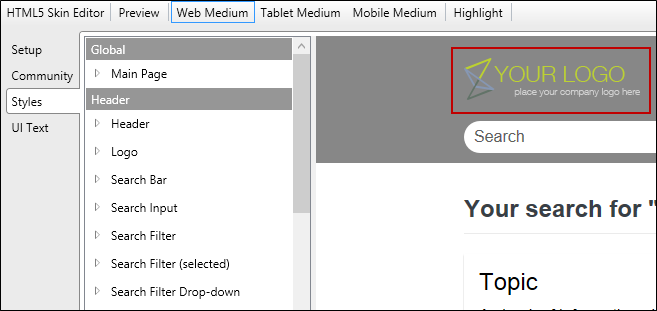 HTML5 Skin Editor Preview Web Medium Tablet Medium Mobile Medium Highlight
Setup
Community
Styles
UI Text
Global
Main Page
Header
Header
Logo
Search Bar
Search Input
Search Filter
Search Filter (selected)
Search Filter Drop-down
YOUR LOGO
place your company logo here
Search
Your search for "
Topic